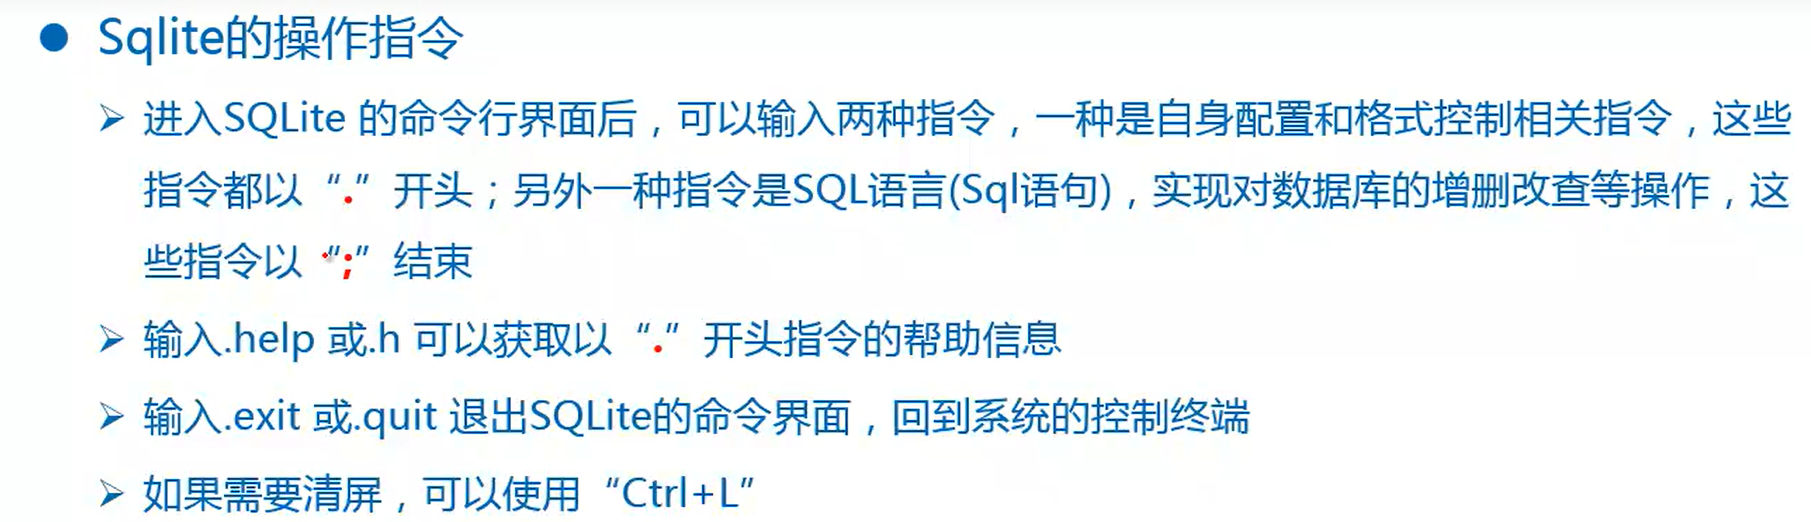 Sqlite的操作指令
进入SQLite 的命令行界面后，可以输入两种指令，一种是自身配置和格式控制相关指令，这些
指令都以“.”开头；另外一种指令是SQL语言(Sql语句)，实现对数据库的增删改查等操作，这
些指令以“;”结束
输入.help 或.h 可以获取以“.”开头指令的帮助信息
输入.exit 或.quit 退出SQLite的命令界面，回到系统的控制终端
如果需要清屏，可以使用“Ctrl+L”